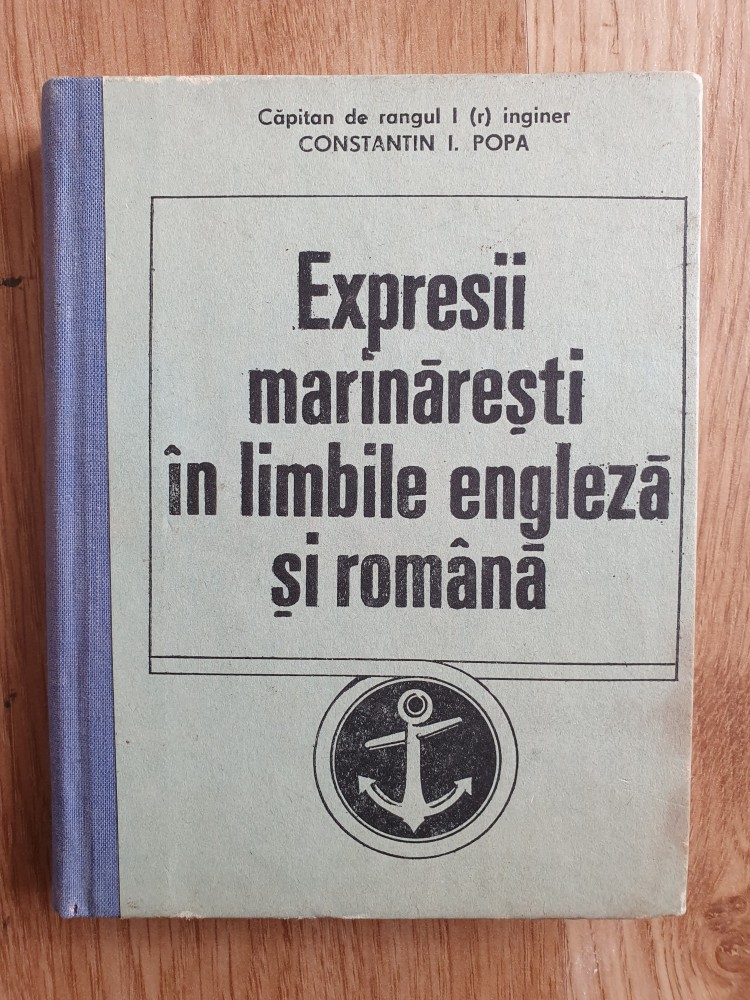 Căpitan de rangul I (r) inginer
CONSTANTIN I. POPA
Expresii
marinărești
în limbile engleză
și română